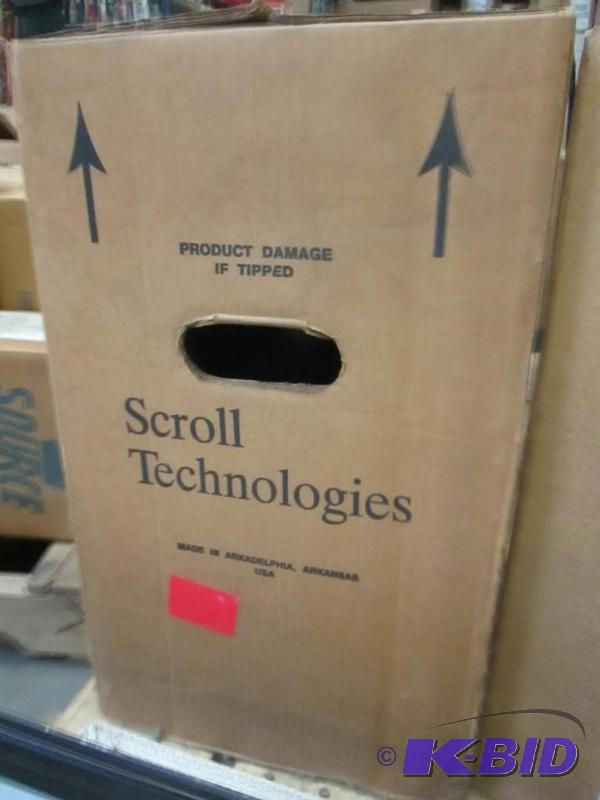 PRODUCT DAMAGE
IF TIPPED
Scroll
Technologies
MADE IN ARKADELPHIA, ARKANSAS
USA
SOURCE
© K-BID